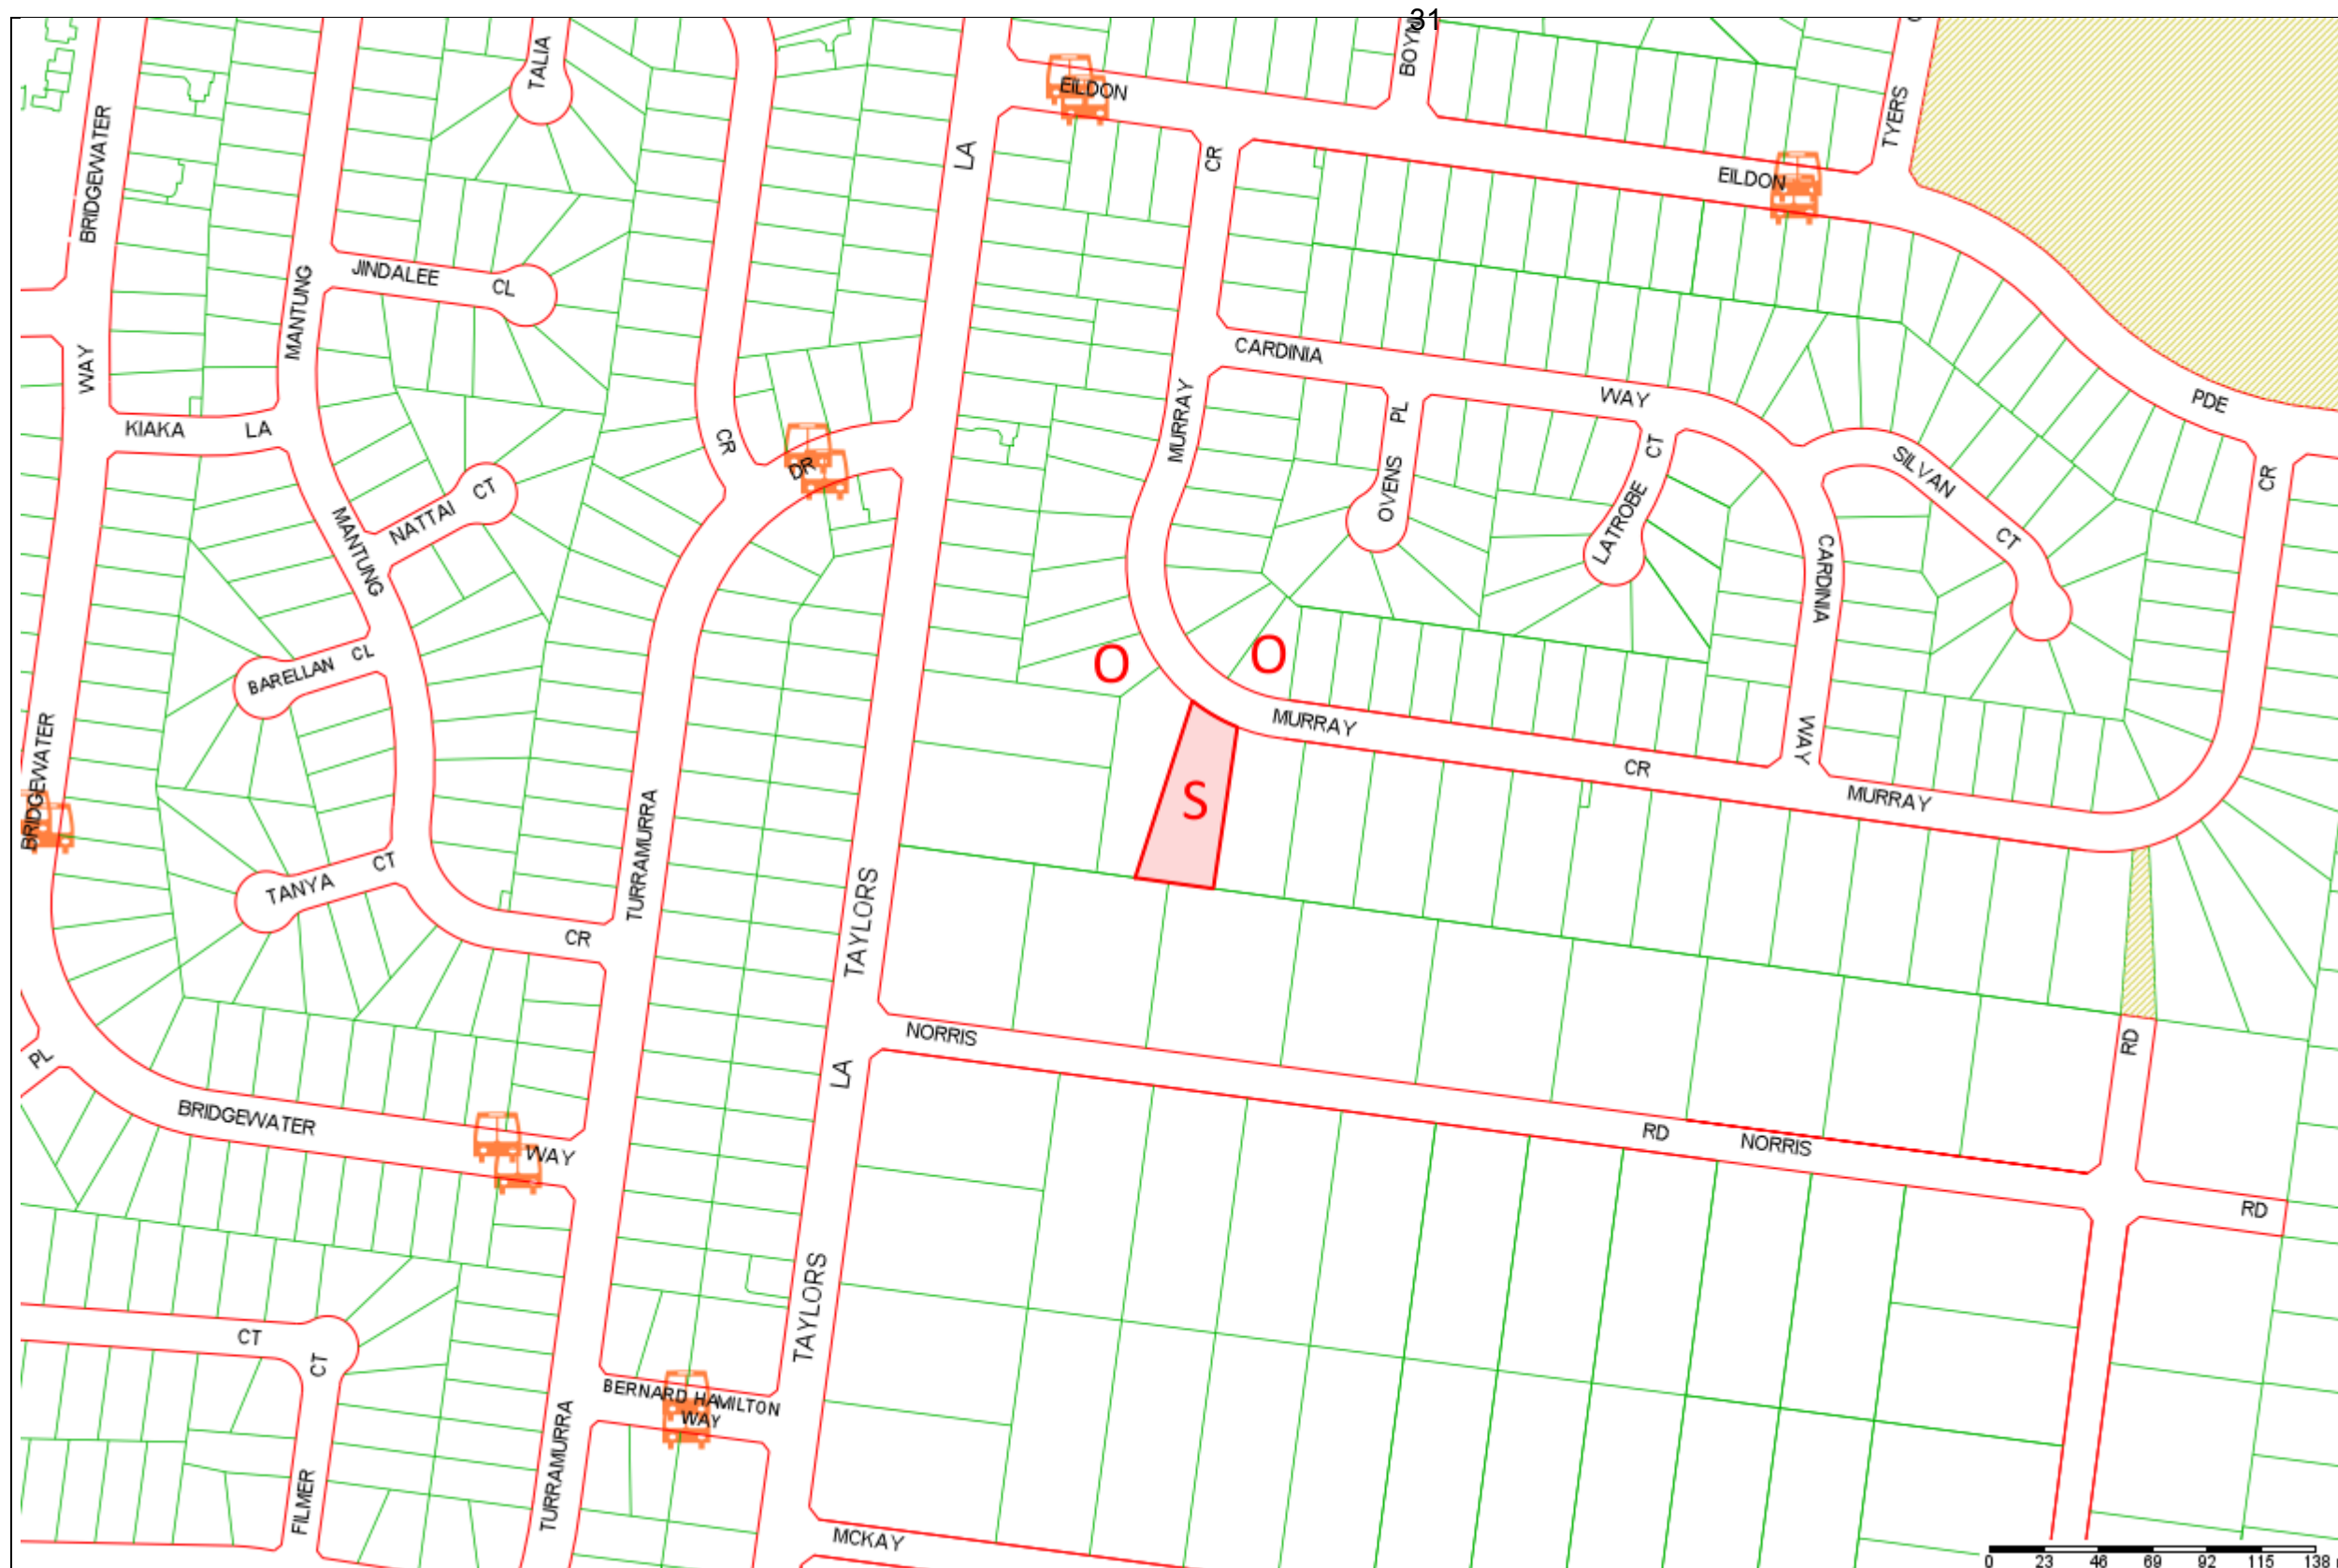 31
TALIA
BOYN
EILDON
BRIDGEWATER
LA
CR
TYERS
EILDON
JINDALEE CL
MANTUNG
WAY
CARDINIA WAY
PDE
MURRAY
PL
KIAKA LA
CR
DR
CT
SILVAN CT
CR
OVENS
LATROBE
NATTAI CT
MANTUNG
CARDINIA
BARELLAN CL
O
O
MURRAY
WAY
CR
MURRAY
S
BRIDGEWATER
TURRAMURRA
TANYA CT
TAYLORS
CR
NORRIS
RD
PL
LA
BRIDGEWATER
WAY
RD
NORRIS
RD
TAYLORS
CT
CT
BERNARD HAMILTON
WAY
TURRAMURRA
FILMER
MCKAY
0 23 46 69 92 115 138